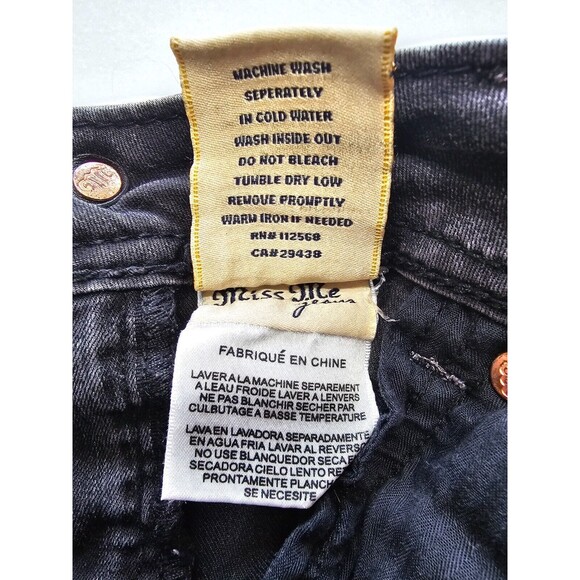 MACHINE WASH
SEPERATELY
IN COLD WATER
WASH INSIDE OUT
DO NOT BLEACH
TUMBLE DRY LOW
REMOVE PROMPTLY
WARM IRON IF NEEDED
RN# 112568
CA#29438
Miss Me
jeans
FABRIQUÉ EN CHINE
LAVER A LA MACHINE SEPAREMENT
A LEAU FROIDE LAVER A LENVERS
NE PAS BLANCHIR SECHER PAR
CULBUTAGE A BASSE TEMPERATURE
LAVA EN LAVADORA SEPARADAMENTE
EN AGUA FRIA LAVAR AL REVERSO
NO USE BLANQUEDOR SECA E
SECADORA CIELO LENTO RET
PRONTAMENTE PLANCH
SE NECESITE